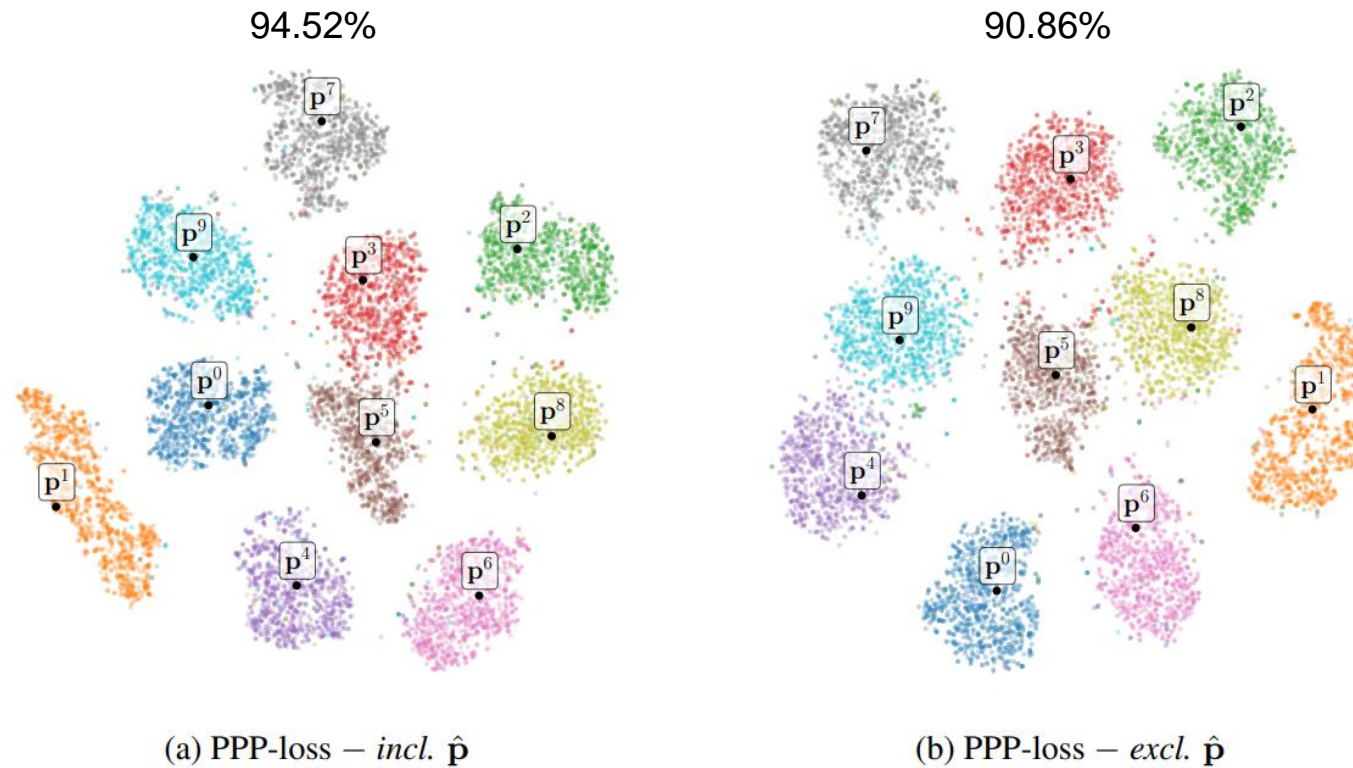 94.52%
90.86%
p⁷
p⁹
p³
p²
p⁰
p⁵
p⁸
p¹
p⁴
p⁶
p⁷
p³
p²
p⁹
p⁸
p⁵
p¹
p⁴
p⁶
p⁰
(a) PPP-loss – incl. p̂
(b) PPP-loss – excl. p̂